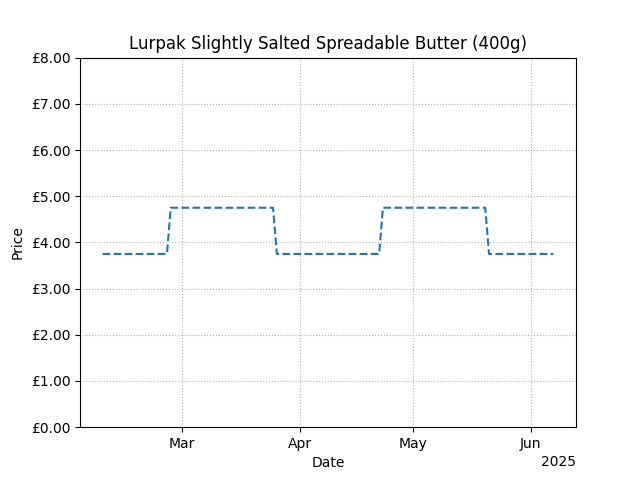 Lurpak Slightly Salted Spreadable Butter (400g)
£8.00
£7.00
£6.00
£5.00
£4.00
£3.00
£2.00
£1.00
£0.00
Price
Mar Apr May Jun
Date
2025